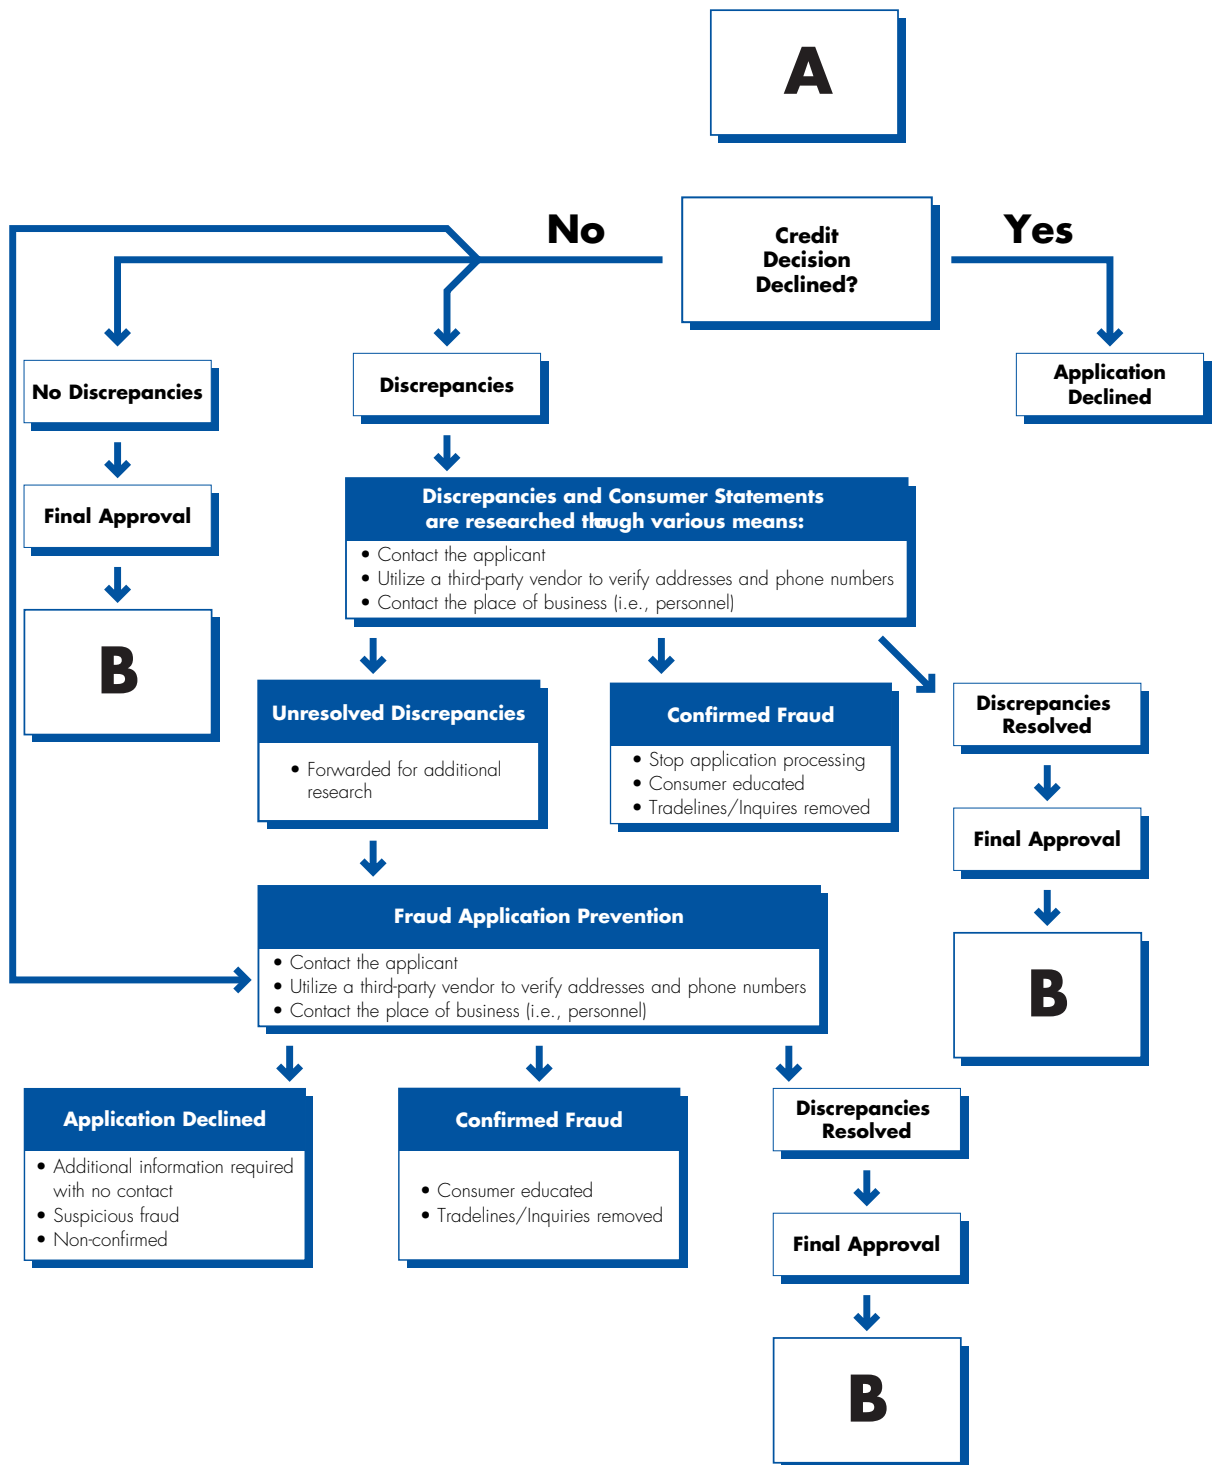 A
No
Yes
Credit
Decision
Declined?
No Discrepancies
Discrepancies
Application
Declined
Final Approval
B
Discrepancies and Consumer Statements
are researched though various means:
• Contact the applicant
• Utilize a third-party vendor to verify addresses and phone numbers
• Contact the place of business (i.e., personnel)
Unresolved Discrepancies
• Forwarded for additional
research
Confirmed Fraud
• Stop application processing
• Consumer educated
• Tradelines/Inquires removed
Discrepancies
Resolved
Final Approval
B
Fraud Application Prevention
• Contact the applicant
• Utilize a third-party vendor to verify addresses and phone numbers
• Contact the place of business (i.e., personnel)
Application Declined
• Additional information required
with no contact
• Suspicious fraud
• Non-confirmed
Confirmed Fraud
• Consumer educated
• Tradelines/Inquiries removed
Discrepancies
Resolved
Final Approval
B